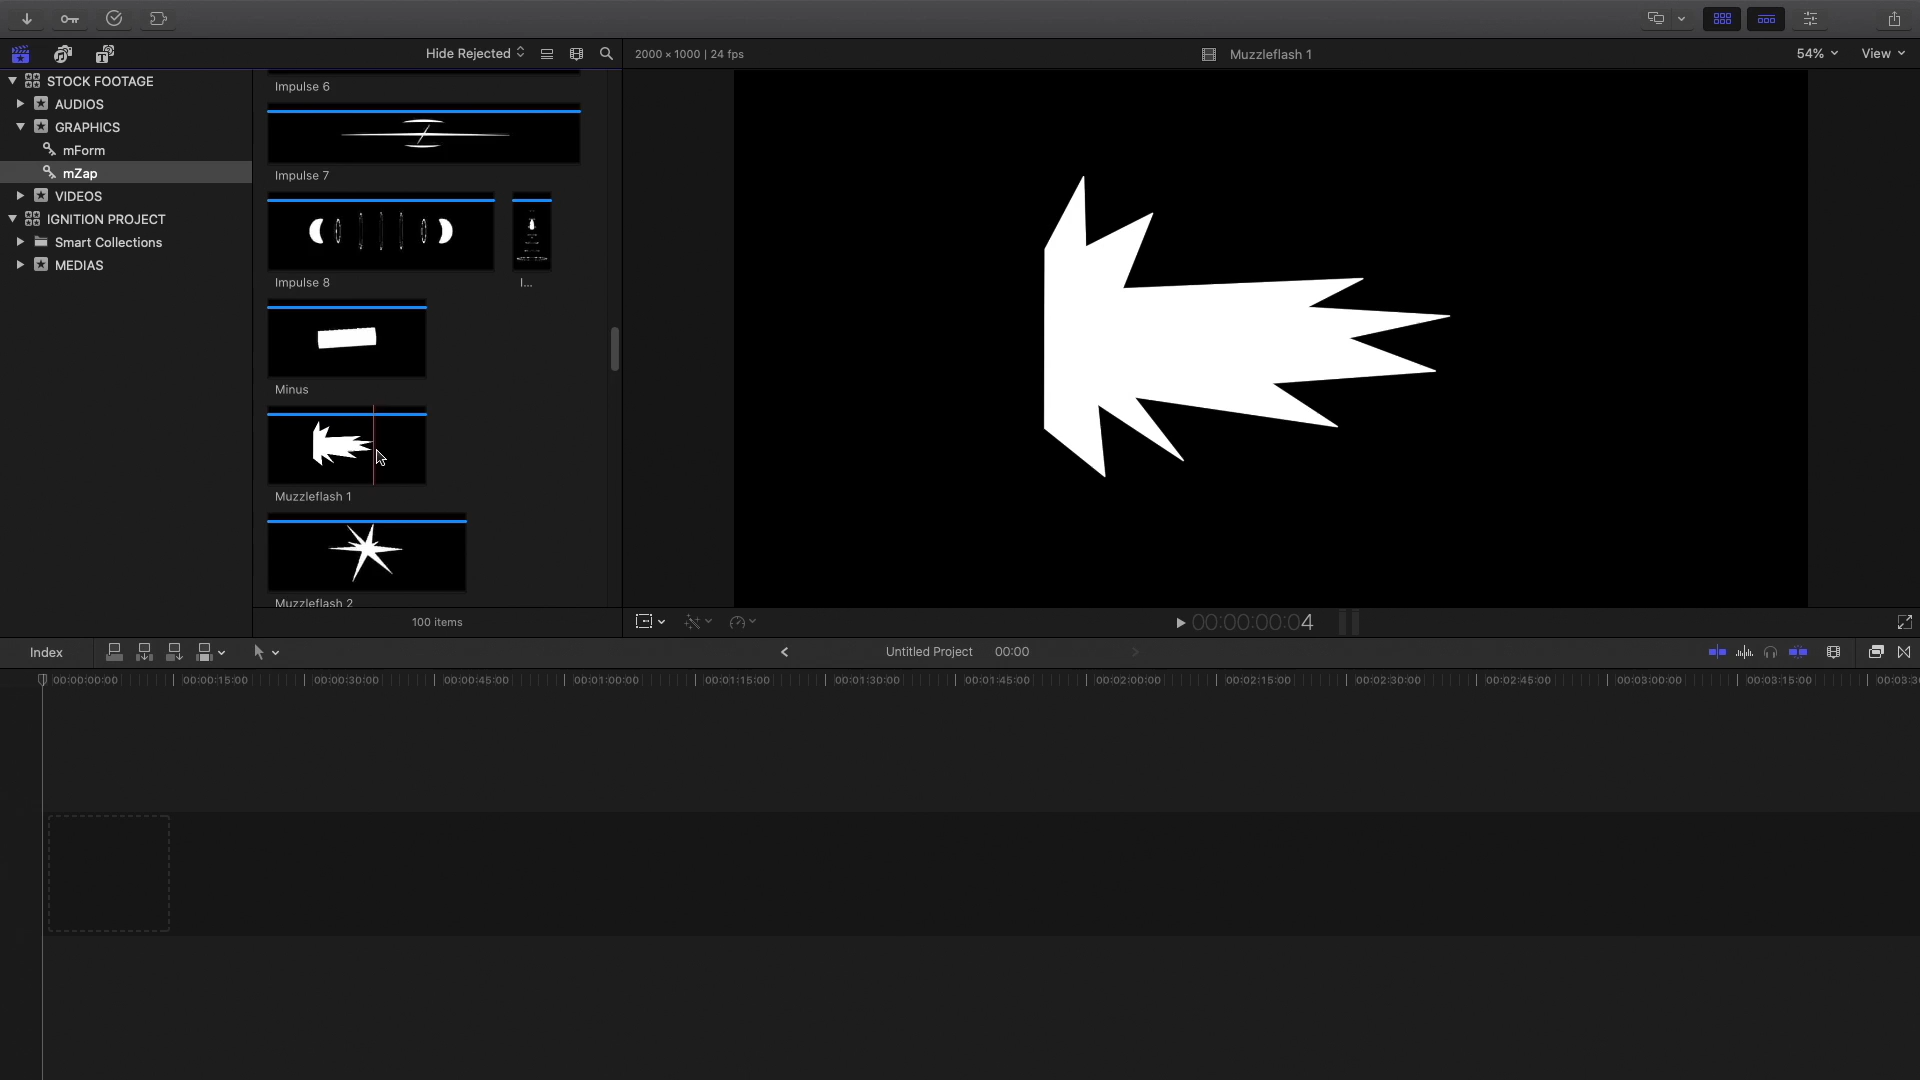 Hide Rejected
2000 × 1000 | 24 fps
Muzzleflash 1
54%
View
STOCK FOOTAGE
AUDIOS
GRAPHICS
mForm
mZap
VIDEOS
IGNITION PROJECT
Smart Collections
MEDIAS
Impulse 6
Impulse 7
Impulse 8
I...
Minus
Muzzleflash 1
Muzzleflash 2
100 items
00:00:00:04
Index
Untitled Project
00:00
00:00:00:00
00:00:15:00
00:00:30:00
00:00:45:00
00:01:00:00
00:01:15:00
00:01:30:00
00:01:45:00
00:02:00:00
00:02:15:00
00:02:30:00
00:02:45:00
00:03:00:00
00:03:15:00
00:03:3